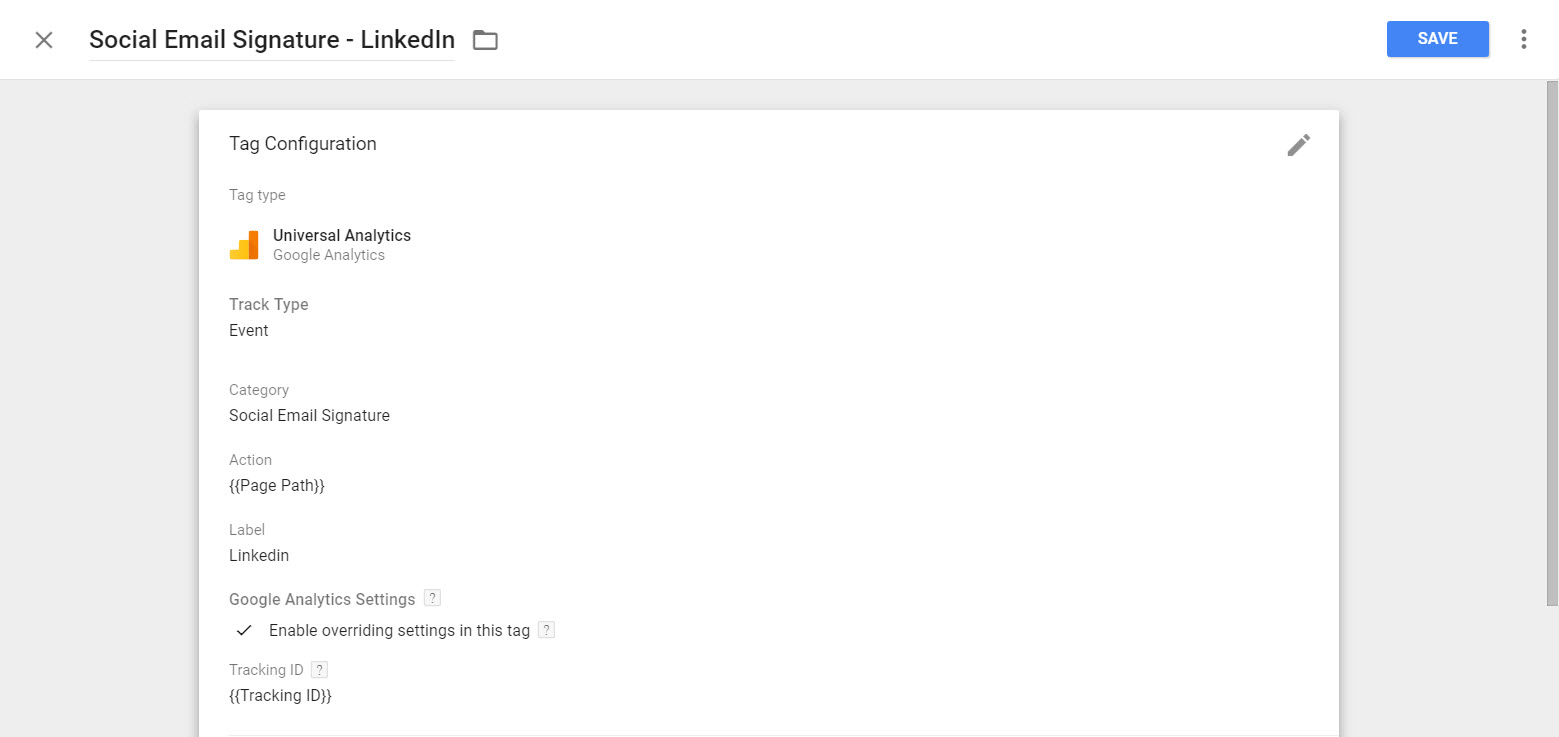 Social Email Signature - LinkedIn
SAVE
Tag Configuration
Tag type
Universal Analytics
Google Analytics
Track Type
Event
Category
Social Email Signature
Action
{{Page Path}}
Label
Linkedin
Google Analytics Settings ?
Enable overriding settings in this tag ?
Tracking ID ?
{{Tracking ID}}